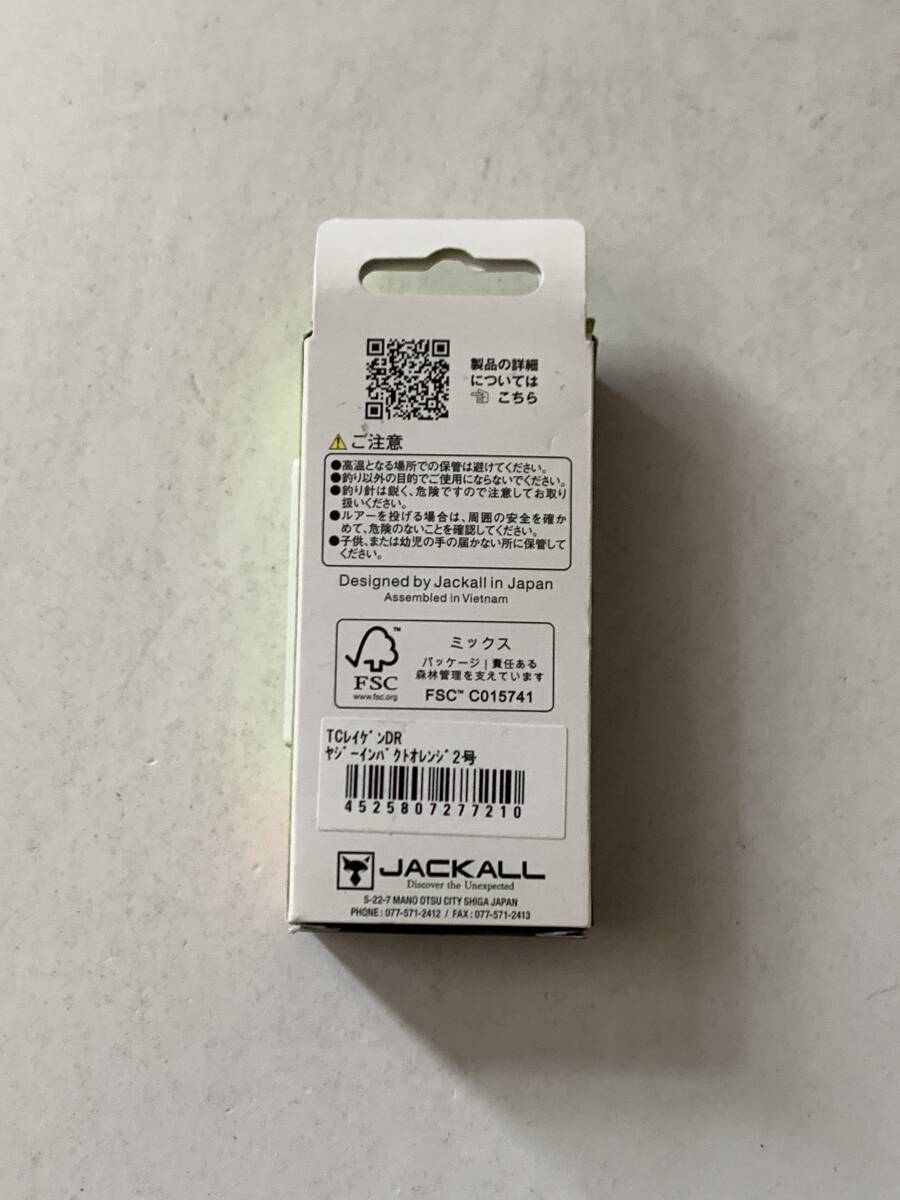 製品の詳細
については
こちら
ご注意
●高温となる場所での保管は避けてください。
●釣り以外の目的でご使用にならないでください。
●釣り針は鋭く、危険ですので注意してお取り
扱いください。
●ルアーを投げる場合は、周囲の安全を確か
めて、危険のないことを確認してください。
●子供、または幼児の手の届かない所に保管して
ください。
Designed by Jackall in Japan
Assembled in Vietnam
ミックス
パッケージ | 責任ある
森林管理を支えています
FSC™ C015741
™
FSC
www.fsc.org
TCﾚｲｹﾞﾝDR
ﾔｼﾞｰｲﾝﾊﾟｸﾄｵﾚﾝｼﾞ2号
4525807277210
JACKALL
Discover the Unexpected
5-22-7 MANO OTSU CITY SHIGA JAPAN
PHONE : 077-571-2412 / FAX : 077-571-2413